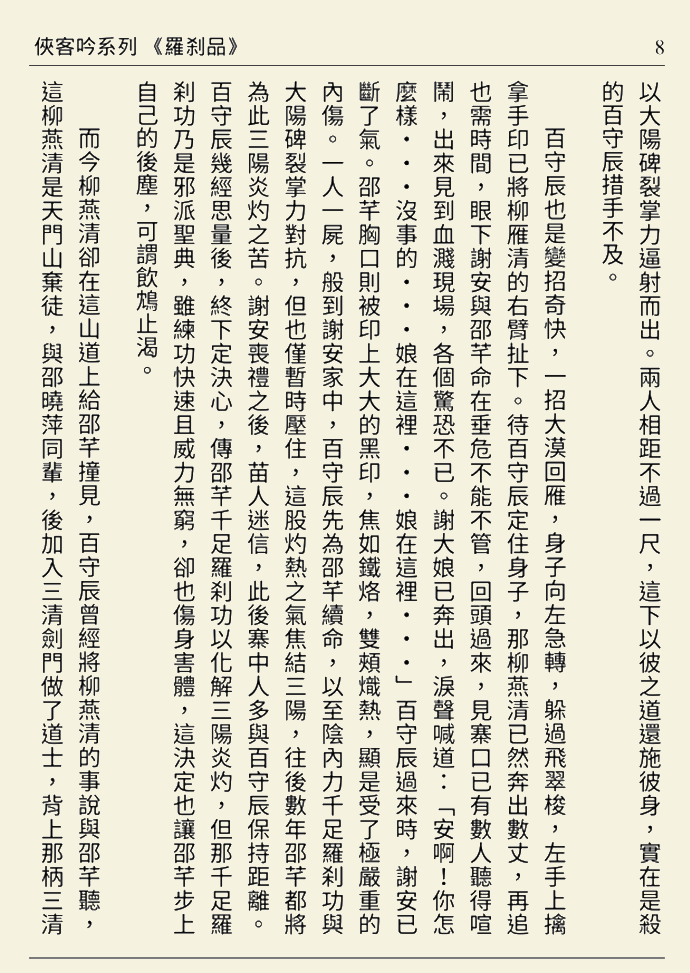 俠客吟系列 《羅剎品》
8
以大陽碑裂掌力逼射而出。兩人相距不過一尺，這下以彼之道還施彼身，實在是殺
的百守辰措手不及。
百守辰也是變招奇快，一招大漠回雁，身子向左急轉，躲過飛翠梭，左手上擒
拿手印已將柳雁清的右臂扯下。待百守辰定住身子，那柳燕清已然奔出數丈，再追
也需時間，眼下謝安與邵芊命在垂危不能不管，回頭過來，見寨口已有數人聽得喧
鬧，出來見到血濺現場，各個驚恐不已。謝大娘已奔出，淚聲喊道：「安啊！你怎
麼樣・・・沒事的・・・娘在這裡・・・娘在這裡・・・」百守辰過來時，謝安已
斷了氣。邵芊胸口則被印上大大的黑印，焦如鐵烙，雙頰熾熱，顯是受了極嚴重的
內傷。一人一屍，般到謝安家中，百守辰先為邵芊續命，以至陰內力千足羅剎功與
大陽碑裂掌力對抗，但也僅暫時壓住，這股灼熱之氣焦結三陽，往後數年邵芊都將
為此三陽炎灼之苦。謝安喪禮之後，苗人迷信，此後寨中人多與百守辰保持距離。
百守辰幾經思量後，終下定決心，傳邵芊千足羅剎功以化解三陽炎灼，但那千足羅
剎功乃是邪派聖典，雖練功快速且威力無窮，卻也傷身害體，這決定也讓邵芊步上
自己的後塵，可謂飲鴆止渴。
而今柳燕清卻在這山道上給邵芊撞見，百守辰曾經將柳燕清的事說與邵芊聽，
這柳燕清是天門山棄徒，與邵曉萍同輩，後加入三清劍門做了道士，背上那柄三清